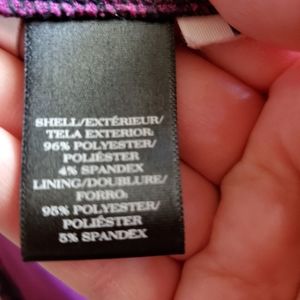 SHELL/EXTÉRIEUR/
TELA EXTERIOR:
96% POLYESTER/
POLIÉSTER
4% SPANDEX
LINING/DOUBLURE/
FORRO:
95% POLYESTER/
POLIÉSTER
5% SPANDEX